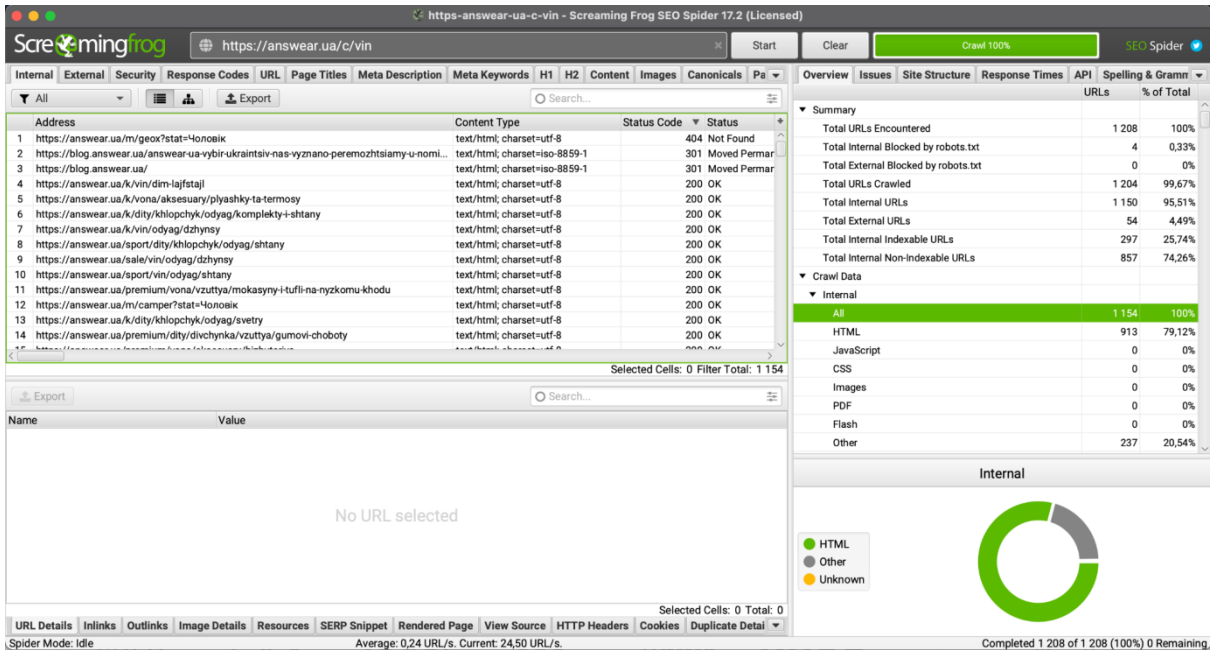 https-answear-ua-c-vin - Screaming Frog SEO Spider 17.2 (Licensed)
Screamingfrog https://answear.ua/c/vin Start Clear Crawl 100% SEO Spider
Internal External Security Response Codes URL Page Titles Meta Description Meta Keywords H1 H2 Content Images Canonicals Pa
All Export Search...
Address Content Type Status Code Status
1 https://answear.ua/m/geox?stat=Чоловік text/html; charset=utf-8 404 Not Found
2 https://blog.answear.ua/answear-ua-vybir-ukraintsiv-nas-vyznano-peremozhtsiamy-u-nomi... text/html; charset=iso-8859-1 301 Moved Permar
3 https://blog.answear.ua/ text/html; charset=iso-8859-1 301 Moved Permar
4 https://answear.ua/k/vin/dim-lajfstajl text/html; charset=utf-8 200 OK
5 https://answear.ua/k/vona/aksesuary/plyashky-ta-termosy text/html; charset=utf-8 200 OK
6 https://answear.ua/k/dity/khlopchyk/odyag/komplekty-i-shtany text/html; charset=utf-8 200 OK
7 https://answear.ua/k/vin/odyag/dzhynsy text/html; charset=utf-8 200 OK
8 https://answear.ua/sport/dity/khlopchyk/odyag/shtany text/html; charset=utf-8 200 OK
9 https://answear.ua/sale/vin/odyag/dzhynsy text/html; charset=utf-8 200 OK
10 https://answear.ua/sport/vin/odyag/shtany text/html; charset=utf-8 200 OK
11 https://answear.ua/premium/vona/vzuttya/mokasyny-i-tufli-na-nyzkomu-khodu text/html; charset=utf-8 200 OK
12 https://answear.ua/m/camper?stat=Чоловік text/html; charset=utf-8 200 OK
13 https://answear.ua/k/dity/khlopchyk/odyag/svetry text/html; charset=utf-8 200 OK
14 https://answear.ua/premium/dity/divchynka/vzuttya/gumovi-choboty text/html; charset=utf-8 200 OK
Selected Cells: 0 Filter Total: 1 154
Export Search...
Name Value
No URL selected
Selected Cells: 0 Total: 0
URL Details Inlinks Outlinks Image Details Resources SERP Snippet Rendered Page View Source HTTP Headers Cookies Duplicate Detai
Overview Issues Site Structure Response Times API Spelling & Gramm
URLs % of Total
Summary
Total URLs Encountered 1 208 100%
Total Internal Blocked by robots.txt 4 0,33%
Total External Blocked by robots.txt 0 0%
Total URLs Crawled 1 204 99,67%
Total Internal URLs 1 150 95,51%
Total External URLs 54 4,49%
Total Internal Indexable URLs 297 25,74%
Total Internal Non-Indexable URLs 857 74,26%
Crawl Data
Internal
All 1 154 100%
HTML 913 79,12%
JavaScript 0 0%
CSS 0 0%
Images 0 0%
PDF 0 0%
Flash 0 0%
Other 237 20,54%
Internal
HTML
Other
Unknown
Spider Mode: Idle Average: 0,24 URL/s. Current: 24,50 URL/s. Completed 1 208 of 1 208 (100%) 0 Remaining